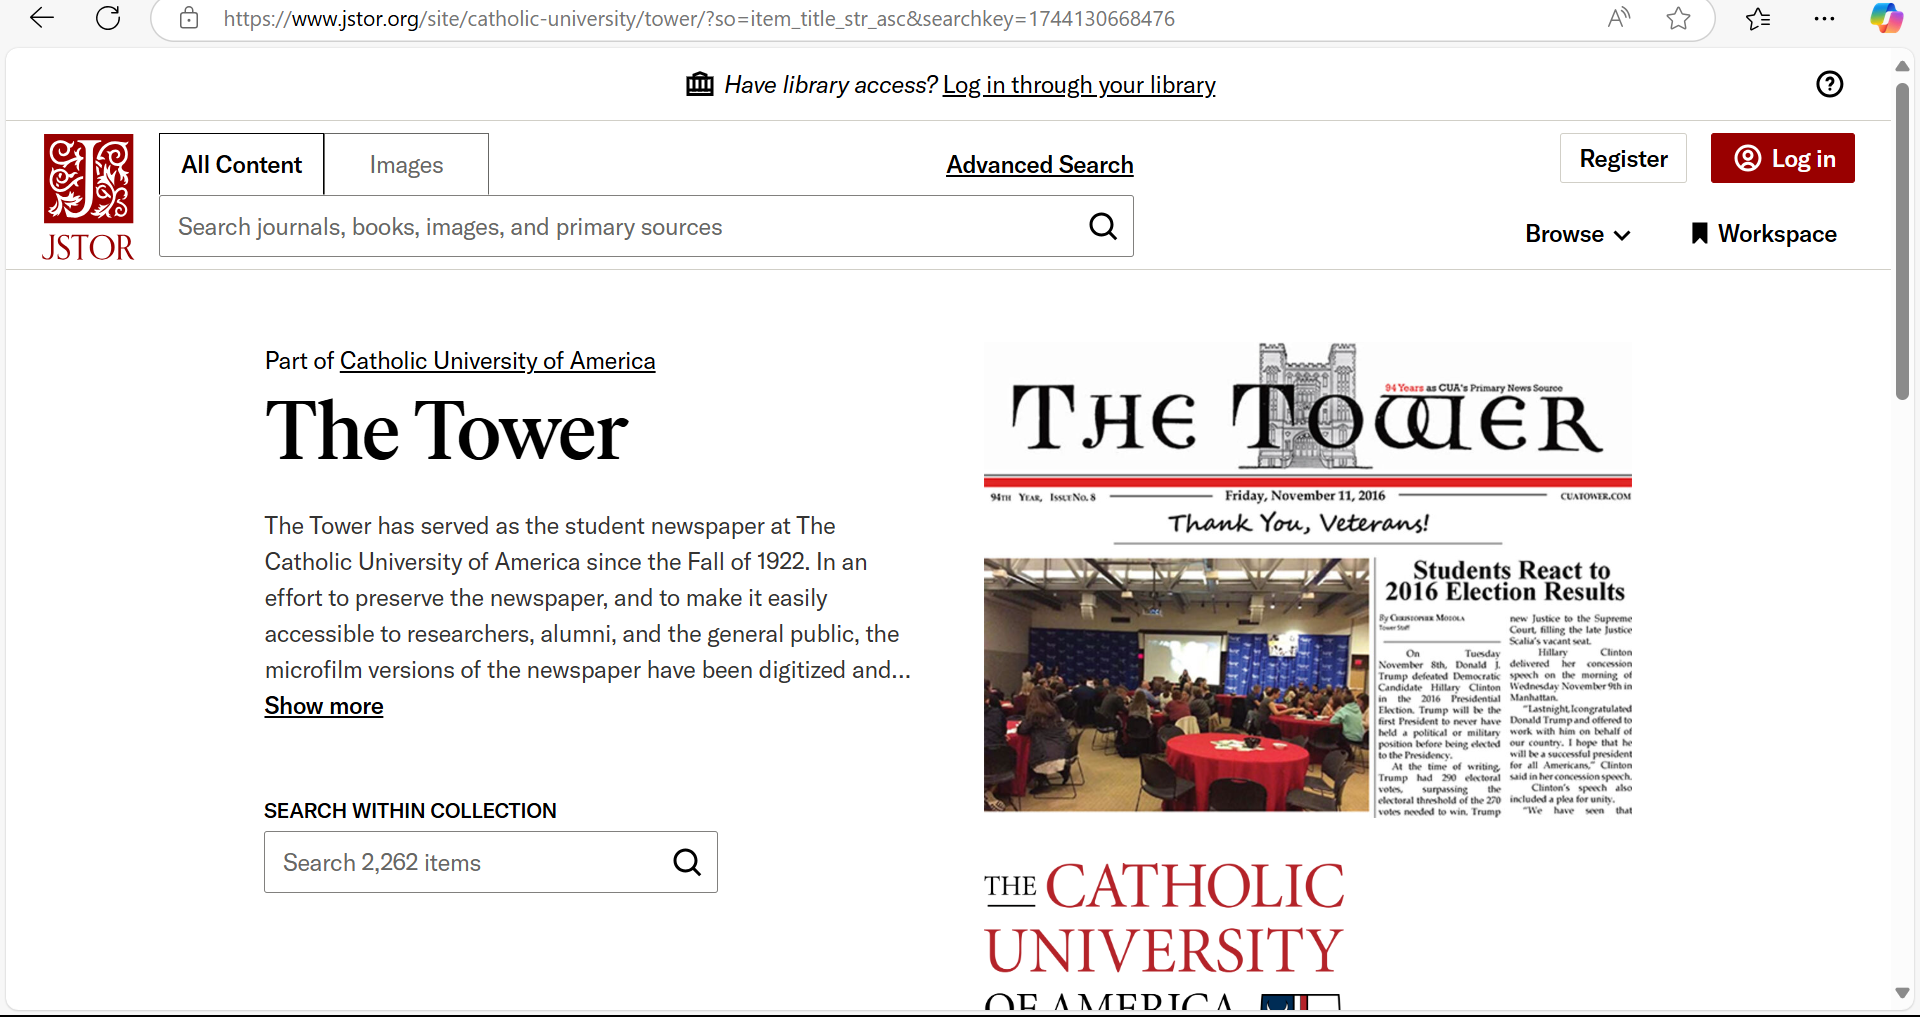 https://www.jstor.org/site/catholic-university/tower/?so=item_title_str_asc&searchkey=1744130668476
Have library access? Log in through your library
All Content
Images
Advanced Search
Register
Log in
Search journals, books, images, and primary sources
Browse
Workspace
JSTOR
Part of Catholic University of America
The Tower
The Tower has served as the student newspaper at The
Catholic University of America since the Fall of 1922. In an
effort to preserve the newspaper, and to make it easily
accessible to researchers, alumni, and the general public, the
microfilm versions of the newspaper have been digitized and...
Show more
SEARCH WITHIN COLLECTION
Search 2,262 items
94 Years as CUA's Primary News Source
THE TOWER
94TH YEAR, ISSUE NO. 8
Friday, November 11, 2016
CUATOWER.COM
Thank You, Veterans!
Students React to
2016 Election Results
By CHRISTOPHER MOTOLA
Tower Staff
On Tuesday
November 8th, Donald J.
Trump defeated Democratic
Candidate Hillary Clinton
in the 2016 Presidential
Election. Trump will be the
first President to never have
held a political or military
position before being elected
to the Presidency.
At the time of writing,
Trump had 290 electoral
votes, surpassing the
electoral threshold of the 270
votes needed to win. Trump
new Justice to the Supreme
Court, filling the late Justice
Scalia's vacant seat.
Hillary Clinton
delivered her concession
speech on the morning of
Wednesday November 9th in
Manhattan.
"Last night, I congratulated
Donald Trump and offered to
work with him on behalf of
our country. I hope that he
will be a successful president
for all Americans," Clinton
said in her concession speech.
Clinton's speech also
included a plea for unity.
"We have seen that
THE CATHOLIC
UNIVERSITY
OF AMERICA